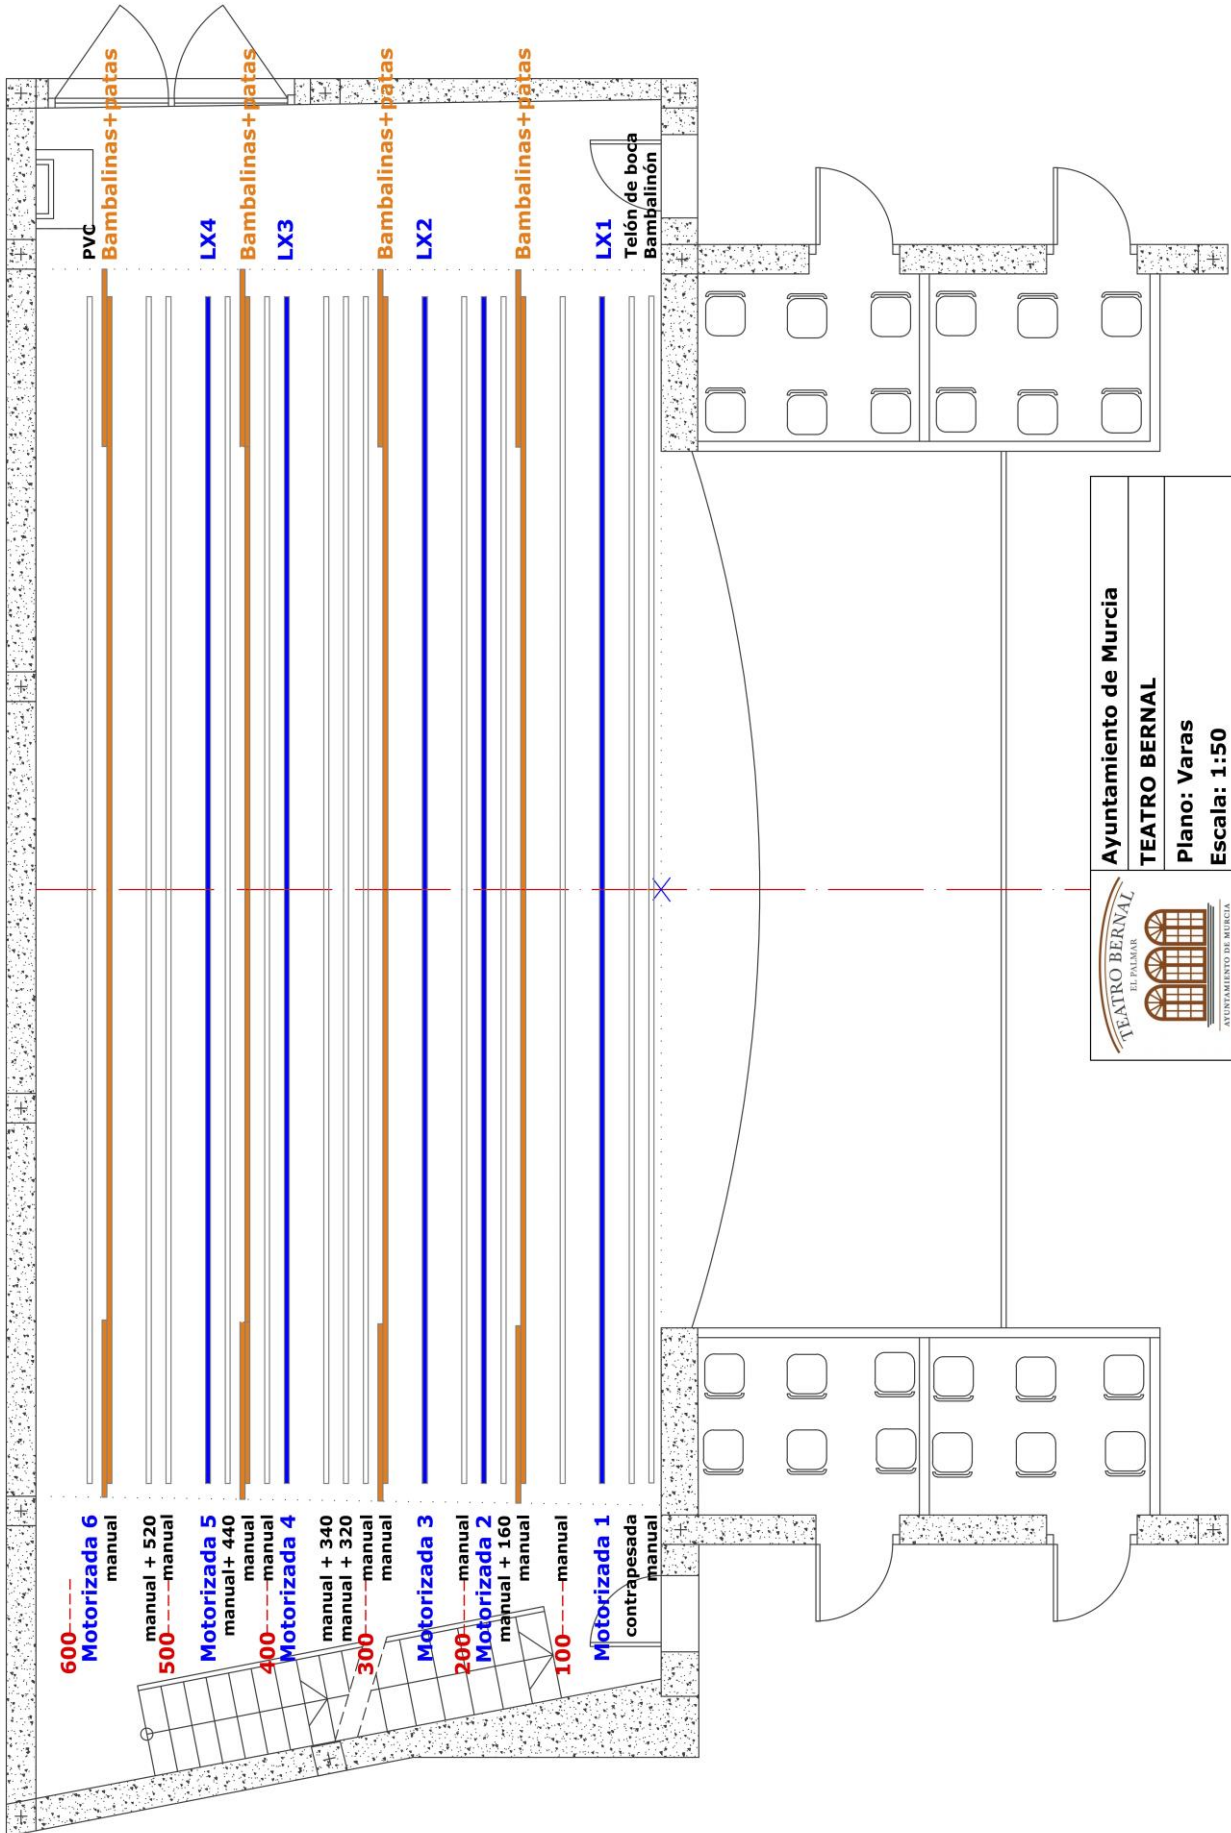 PVC
Bambalinas+patas
LX4
Bambalinas+patas
LX3
Bambalinas+patas
LX2
Bambalinas+patas
LX1
Telón de boca
Bambalinón
600----
Motorizada 6
manual
manual + 520
500----manual
Motorizada 5
manual+ 440
manual
400----manual
Motorizada 4
manual + 340
manual + 320
300----manual
manual
Motorizada 3
200----manual
Motorizada 2
manual + 160
manual
100----manual
Motorizada 1
contrapesada
manual
TEATRO BERNAL
EL PALMAR
AYUNTAMIENTO DE MURCIA
Ayuntamiento de Murcia
TEATRO BERNAL
Plano: Varas
Escala: 1:50